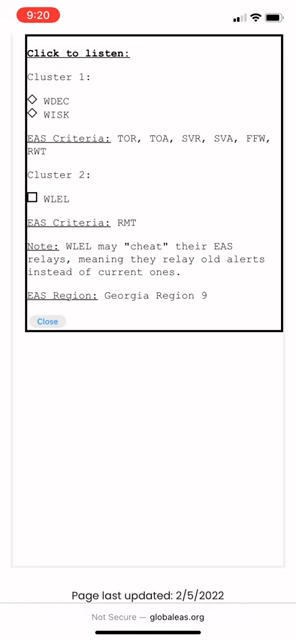 9:20
Click to listen:
Cluster 1:
WDEC
WISK
EAS Criteria: TOR, TOA, SVR, SVA, FFW,
RWT
Cluster 2:
WLEL
EAS Criteria: RMT
Note: WLEL may "cheat" their EAS
relays, meaning they relay old alerts
instead of current ones.
EAS Region: Georgia Region 9
Close
Page last updated: 2/5/2022
Not Secure — globaleas.org